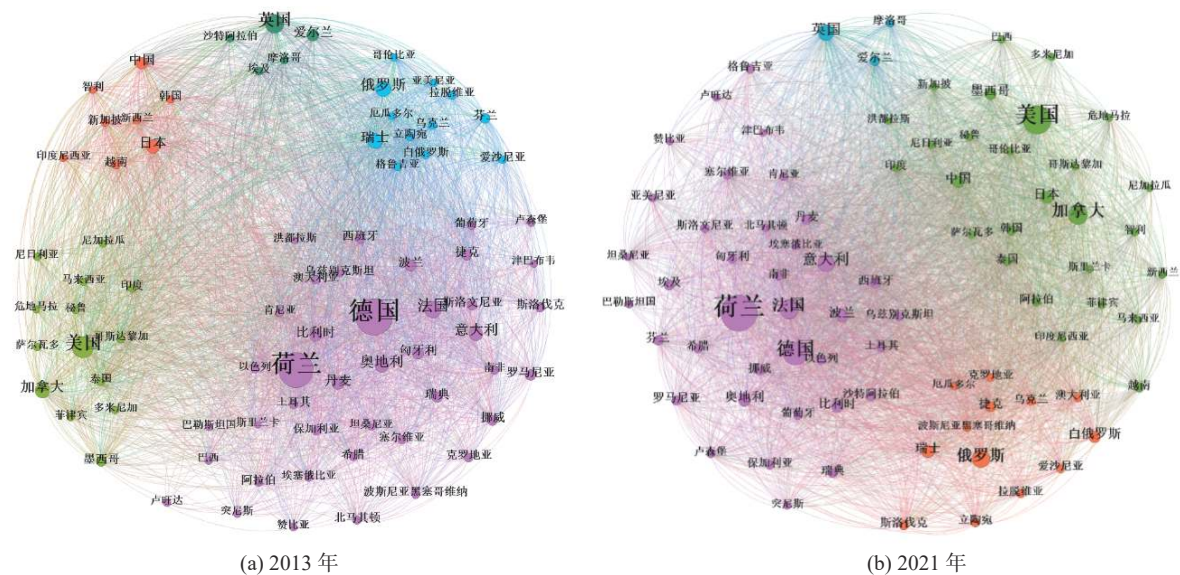 英国
爱尔兰
沙特阿拉伯
摩洛哥
埃及
哥伦比亚
中国
俄罗斯
亚美尼亚
拉脱维亚
智利
韩国
厄瓜多尔
乌克兰
芬兰
新加坡
新西兰
日本
瑞士
立陶宛
白俄罗斯
印度尼西亚
越南
格鲁吉亚
爱沙尼亚
卢森堡
葡萄牙
尼加拉瓜
洪都拉斯
西班牙
尼日利亚
捷克
津巴布韦
马来西亚
印度
乌兹别克斯坦
澳大利亚
波兰
危地马拉
秘鲁
肯尼亚
德国
法国
斯洛文尼亚
斯洛伐克
哥斯达黎加
比利时
意大利
萨尔瓦多
美国
匈牙利
以色列
荷兰
奥地利
南非
罗马尼亚
加拿大
泰国
丹麦
瑞典
菲律宾
多米尼加
土耳其
巴勒斯坦国
斯里兰卡
保加利亚
坦桑尼亚
塞尔维亚
挪威
墨西哥
巴西
希腊
克罗地亚
阿拉伯
埃塞俄比亚
波斯尼亚黑塞哥维纳
卢旺达
突尼斯
赞比亚
北马其顿
(a) 2013 年
英国
摩洛哥
巴西
多米尼加
爱尔兰
格鲁吉亚
新加坡
墨西哥
美国
卢旺达
危地马拉
洪都拉斯
津巴布韦
尼日利亚
秘鲁
赞比亚
哥伦比亚
印度
哥斯达黎加
塞尔维亚
肯尼亚
中国
尼加拉瓜
亚美尼亚
日本
加拿大
斯洛文尼亚
北马其顿
丹麦
萨尔瓦多
韩国
智利
埃塞俄比亚
坦桑尼亚
匈牙利
意大利
泰国
斯里兰卡
新西兰
埃及
南非
西班牙
巴勒斯坦国
荷兰
法国
波兰
乌兹别克斯坦
阿拉伯
菲律宾
马来西亚
芬兰
希腊
德国
以色列
土耳其
印度尼西亚
挪威
克罗地亚
罗马尼亚
奥地利
沙特阿拉伯
厄瓜多尔
越南
葡萄牙
比利时
捷克
乌克兰
澳大利亚
波斯尼亚黑塞哥维纳
白俄罗斯
卢森堡
保加利亚
瑞典
瑞士
俄罗斯
爱沙尼亚
突尼斯
拉脱维亚
斯洛伐克
立陶宛
(b) 2021 年